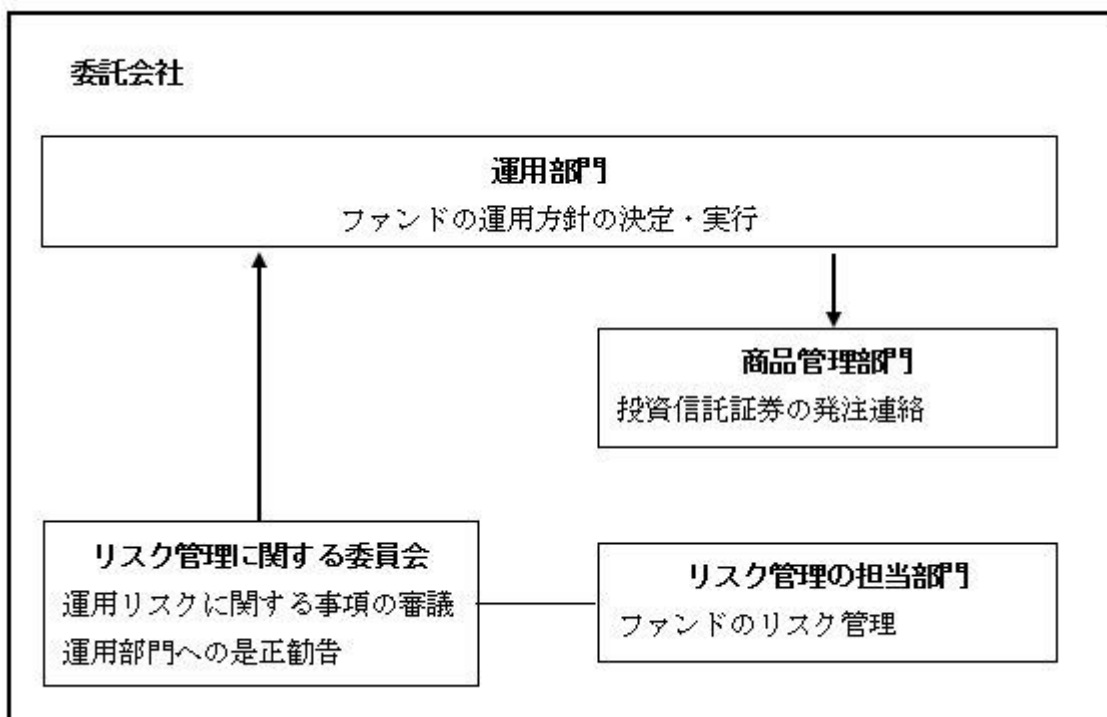 委託会社
運用部門
ファンドの運用方針の決定・実行
商品管理部門
投資信託証券の発注連絡
リスク管理に関する委員会
運用リスクに関する事項の審議
運用部門への是正勧告
リスク管理の担当部門
ファンドのリスク管理